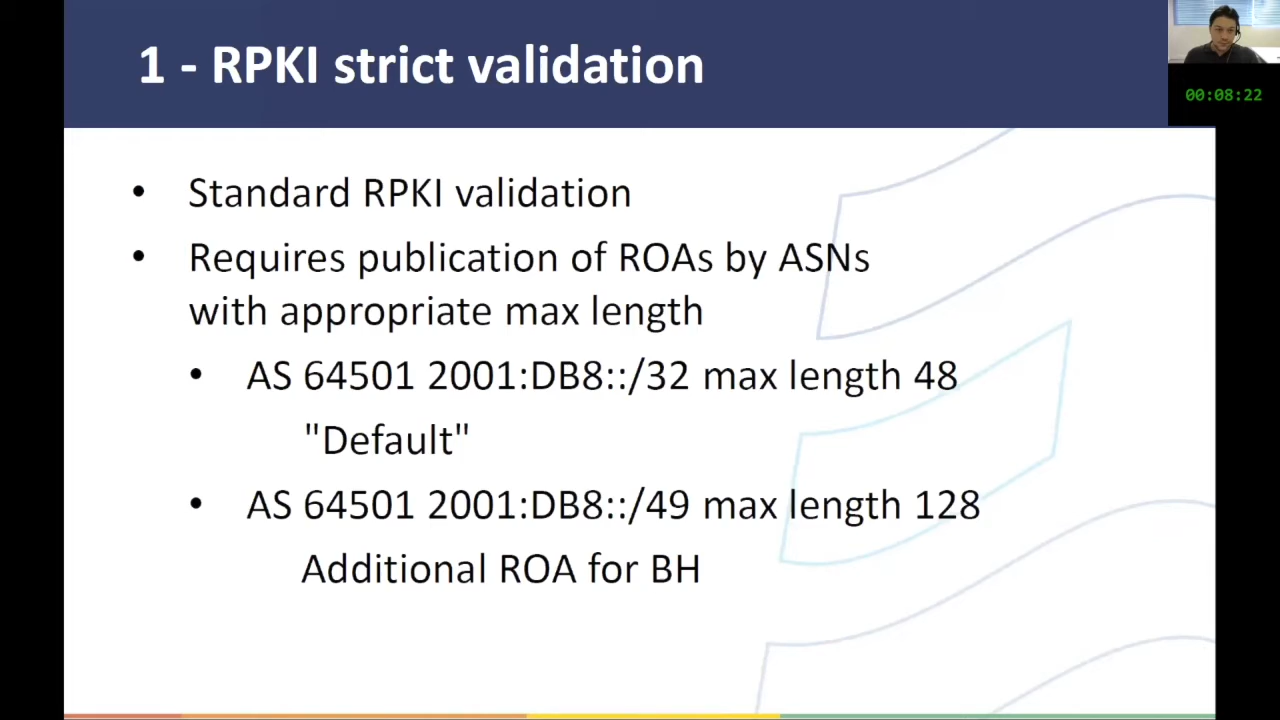 1 - RPKI strict validation
00:08:22
• Standard RPKI validation
• Requires publication of ROAs by ASNs
with appropriate max length
• AS 64501 2001:DB8::/32 max length 48
"Default"
• AS 64501 2001:DB8::/49 max length 128
Additional ROA for BH